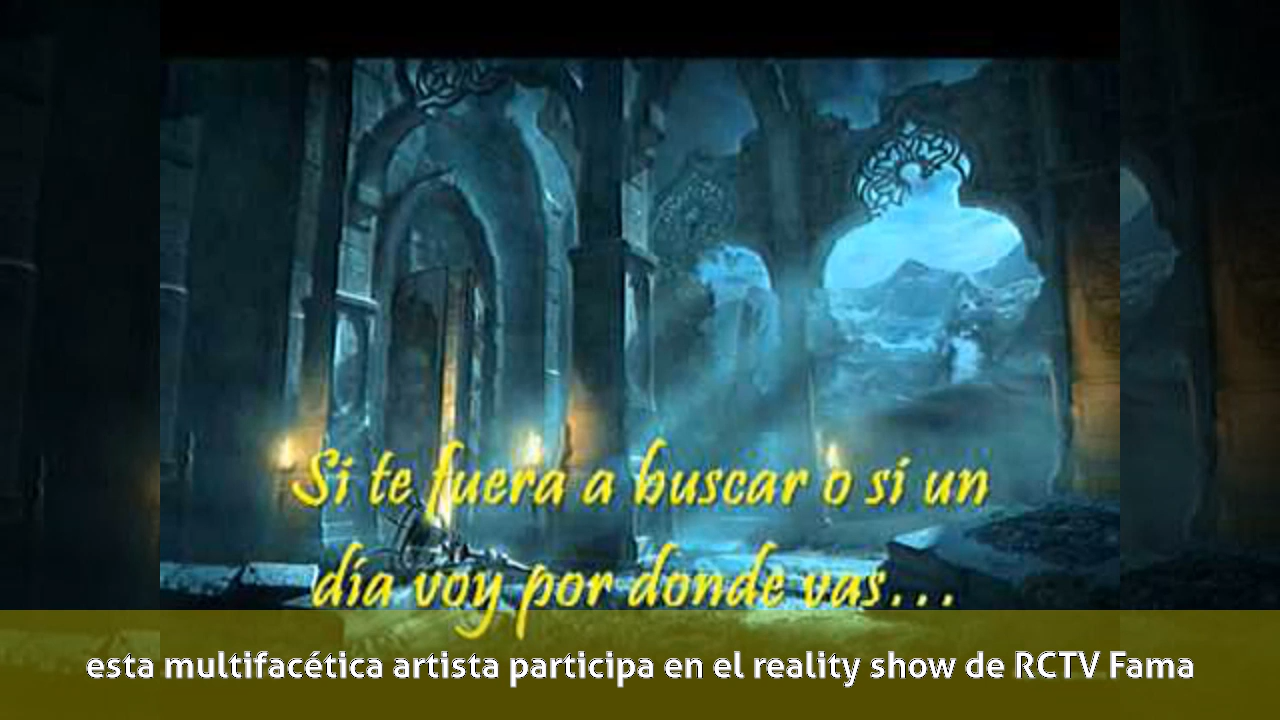 Si te fuera a buscar o sí un
día voy por donde vas...
esta multifacética artista participa en el reality show de RCTV Fama